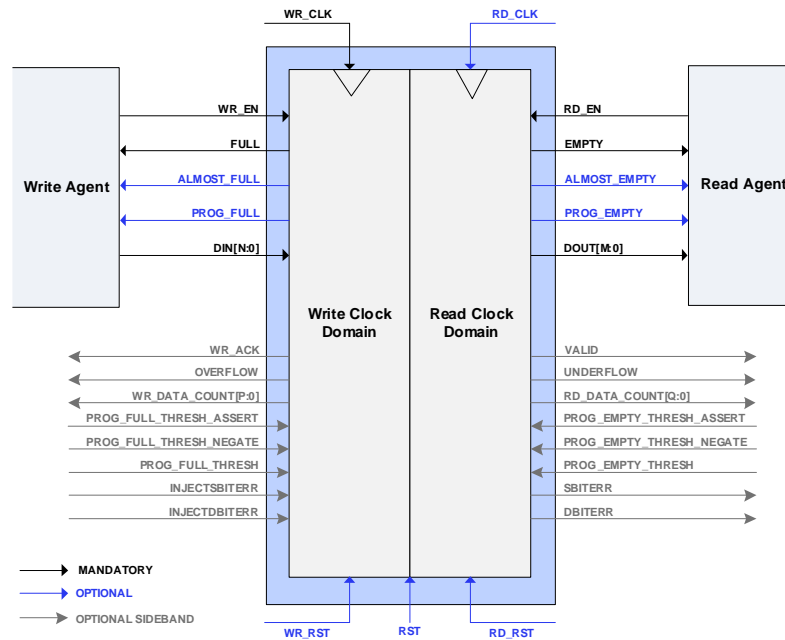 WR_CLK
RD_CLK
WR_EN
RD_EN
FULL
EMPTY
Write Agent
ALMOST_FULL
ALMOST_EMPTY
Read Agent
PROG_FULL
PROG_EMPTY
DIN[N:0]
DOUT[M:0]
Write Clock
Domain
Read Clock
Domain
WR_ACK
VALID
OVERFLOW
UNDERFLOW
WR_DATA_COUNT[P:0]
RD_DATA_COUNT[Q:0]
PROG_FULL_THRESH_ASSERT
PROG_EMPTY_THRESH_ASSERT
PROG_FULL_THRESH_NEGATE
PROG_EMPTY_THRESH_NEGATE
PROG_FULL_THRESH
PROG_EMPTY_THRESH
INJECTSBITERR
SBITERR
INJECTDBITERR
DBITERR
MANDATORY
OPTIONAL
OPTIONAL SIDEBAND
WR_RST
RST
RD_RST